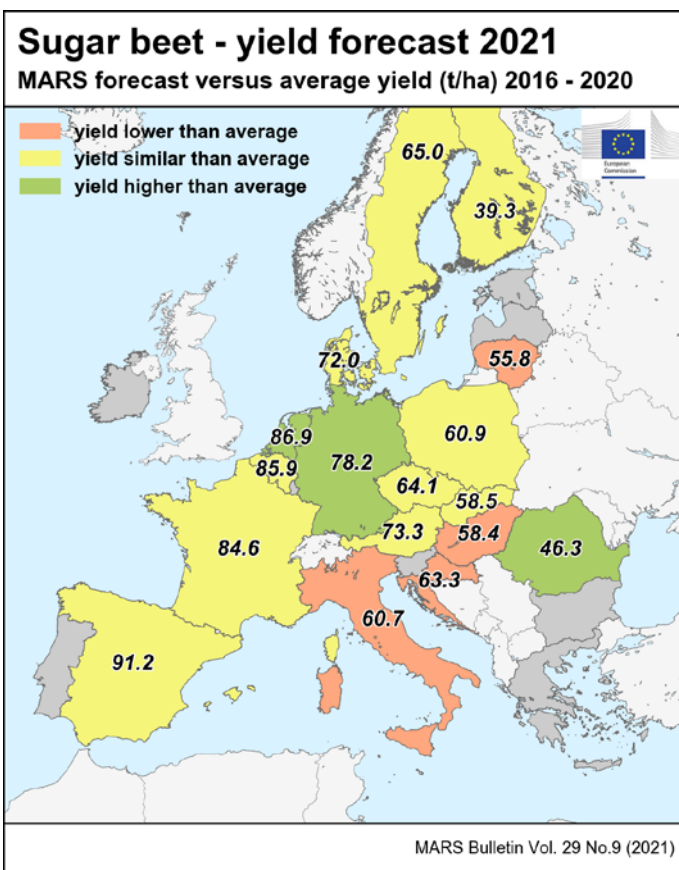 Sugar beet - yield forecast 2021
MARS forecast versus average yield (t/ha) 2016 - 2020
yield lower than average
yield similar than average
yield higher than average
European
Commission
65.0
39.3
55.8
72.0
86.9
85.9
78.2
60.9
64.1
58.5
73.3
58.4
84.6
46.3
63.3
60.7
91.2
MARS Bulletin Vol. 29 No.9 (2021)